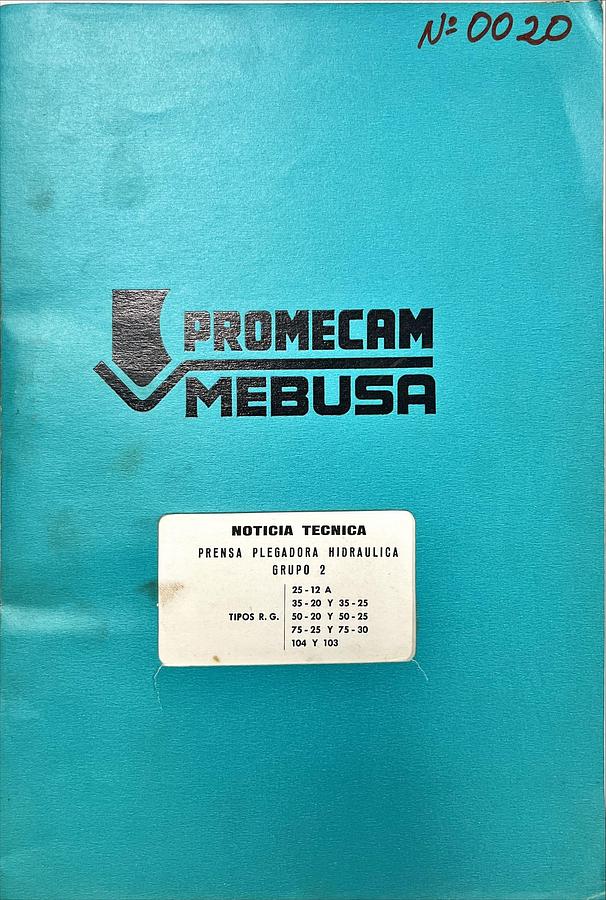 Nº 0020
PROMECAM
MEBUSA
NOTICIA TECNICA
PRENSA PLEGADORA HIDRAULICA
GRUPO 2
25-12 A
35-20 Y 35-25
TIPOS R.G. 50-20 Y 50-25
75-25 Y 75-30
104 Y 103